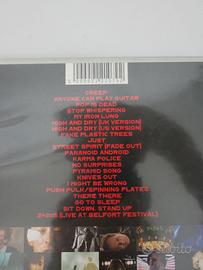 CREEP
ANYONE CAN PLAY GUITAR
POP IS DEAD
STOP WHISPERING
MY IRON LUNG
HIGH AND DRY (UK VERSION)
HIGH AND DRY (US VERSION)
FAKE PLASTIC TREES
JUST
STREET SPIRIT (FADE OUT)
PARANOID ANDROID
KARMA POLICE
NO SURPRISES
PYRAMID SONG
KNIVES OUT
I MIGHT BE WRONG
PUSH PULK/SPINNING PLATES
THERE THERE
GO TO SLEEP
SIT DOWN. STAND UP
2+2=5 (LIVE AT BELFORT FESTIVAL)
subito